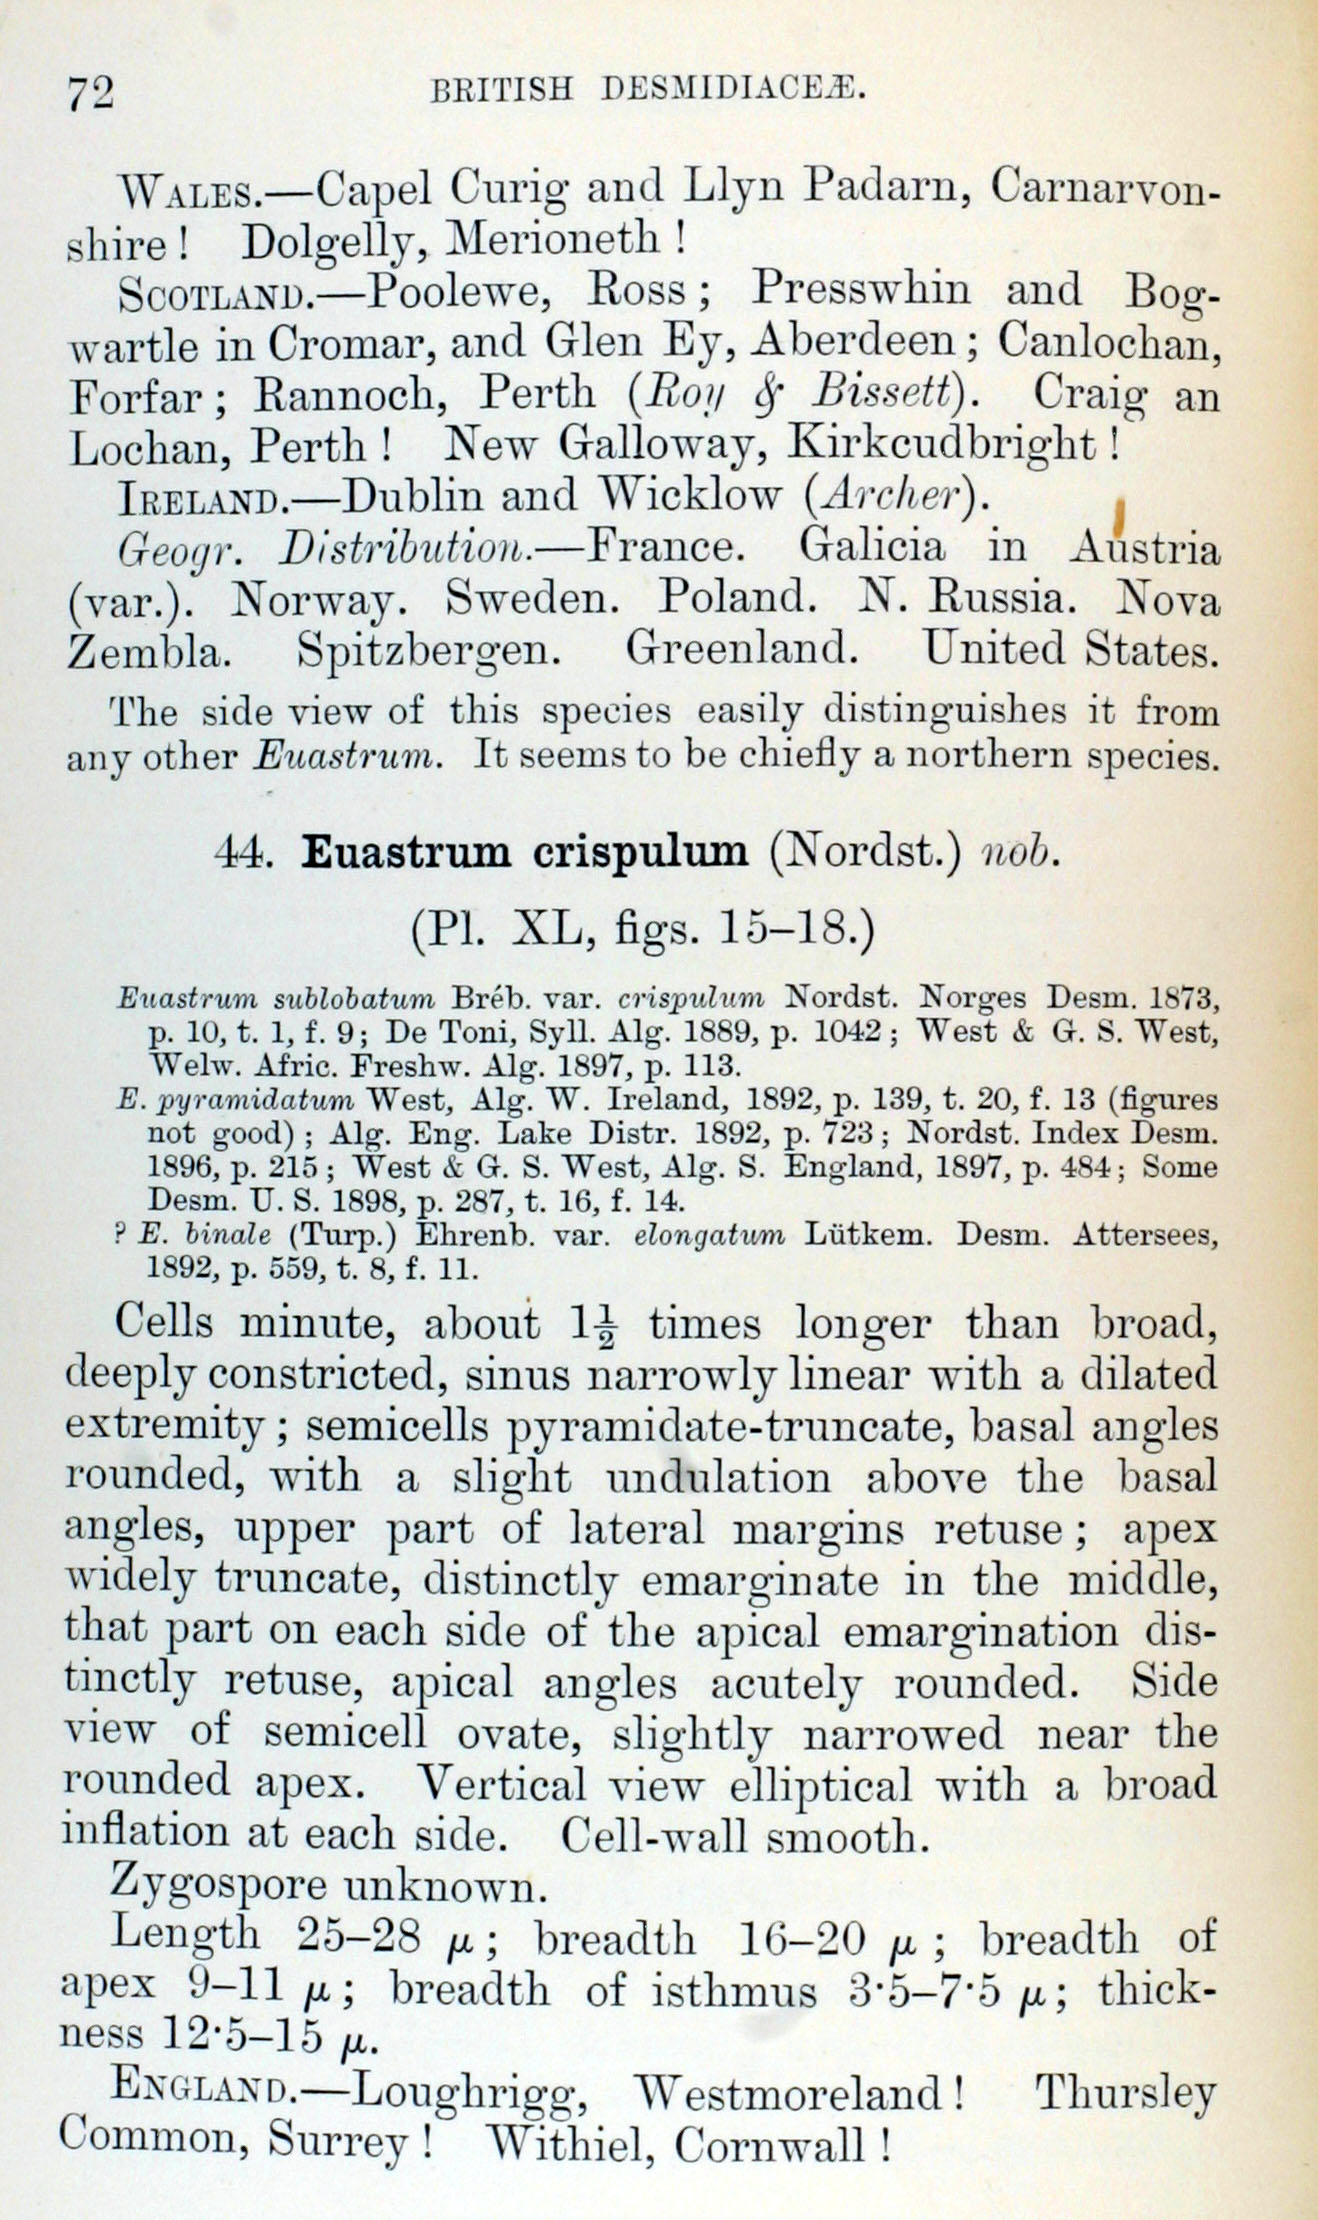 72 BRITISH DESMIDIACEÆ.
WALES.—Capel Curig and Llyn Padarn, Carnarvon-
shire! Dolgelly, Merioneth!
SCOTLAND.—Poolewe, Ross; Presswhin and Bog-
wartle in Cromar, and Glen Ey, Aberdeen; Canlochan,
Forfar; Rannoch, Perth (Roy & Bissett). Craig an
Lochan, Perth! New Galloway, Kirkcudbright!
IRELAND.—Dublin and Wicklow (Archer).
Geogr. Distribution.—France. Galicia in Austria
(var.). Norway. Sweden. Poland. N. Russia. Nova
Zembla. Spitzbergen. Greenland. United States.
The side view of this species easily distinguishes it from
any other Euastrum. It seems to be chiefly a northern species.
44. Euastrum crispulum (Nordst.) nob.
(Pl. XL, figs. 15–18.)
Euastrum sublobatum Bréb. var. crispulum Nordst. Norges Desm. 1873,
p. 10, t. 1, f. 9; De Toni, Syll. Alg. 1889, p. 1042; West & G. S. West,
Welw. Afric. Freshw. Alg. 1897, p. 113.
E. pyramidatum West, Alg. W. Ireland, 1892, p. 139, t. 20, f. 13 (figures
not good); Alg. Eng. Lake Distr. 1892, p. 723; Nordst. Index Desm.
1896, p. 215; West & G. S. West, Alg. S. England, 1897, p. 484; Some
Desm. U. S. 1898, p. 287, t. 16, f. 14.
? E. binale (Turp.) Ehrenb. var. elongatum Lütkem. Desm. Attersees,
1892, p. 559, t. 8, f. 11.
Cells minute, about 1½ times longer than broad,
deeply constricted, sinus narrowly linear with a dilated
extremity; semicells pyramidate-truncate, basal angles
rounded, with a slight undulation above the basal
angles, upper part of lateral margins retuse; apex
widely truncate, distinctly emarginate in the middle,
that part on each side of the apical emargination dis-
tinctly retuse, apical angles acutely rounded. Side
view of semicell ovate, slightly narrowed near the
rounded apex. Vertical view elliptical with a broad
inflation at each side. Cell-wall smooth.
Zygospore unknown.
Length 25–28 μ; breadth 16–20 μ; breadth of
apex 9–11 μ; breadth of isthmus 3·5–7·5 μ; thick-
ness 12·5–15 μ.
ENGLAND.—Loughrigg, Westmoreland! Thursley
Common, Surrey! Withiel, Cornwall!